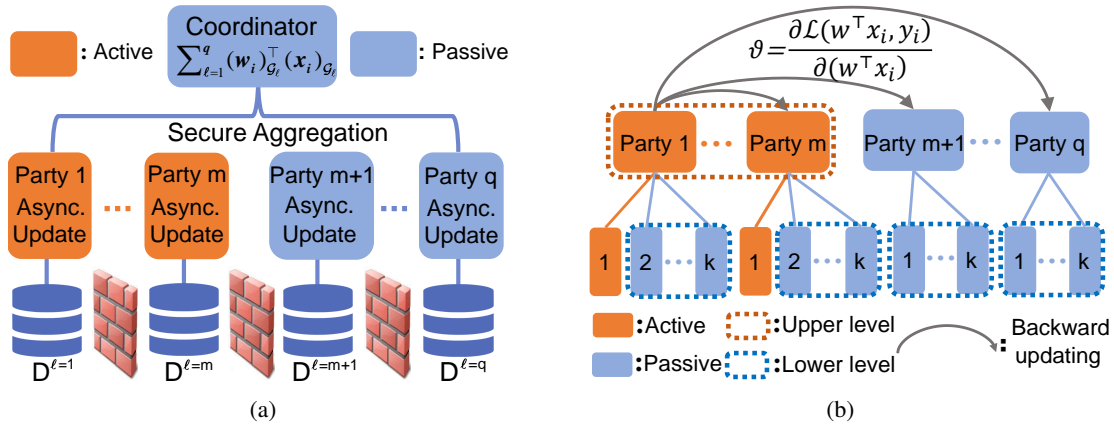 : Active
Coordinator
∑_{ℓ=1}^{q} (w_i)_{𝒢_ℓ}^⊤ (x_i)_{𝒢_ℓ}
: Passive
Secure Aggregation
Party 1
Async.
Update
...
Party m
Async.
Update
Party m+1
Async.
Update
...
Party q
Async.
Update
D^{ℓ=1}
D^{ℓ=m}
D^{ℓ=m+1}
D^{ℓ=q}
(a)
ϑ = ∂ℒ(w^⊤x_i, y_i) / ∂(w^⊤x_i)
Party 1 ... Party m
Party m+1 ... Party q
1 2 ... k
1 2 ... k
1 ... k
1 ... k
:Active
:Upper level
:Passive
:Lower level
: Backward
updating
(b)